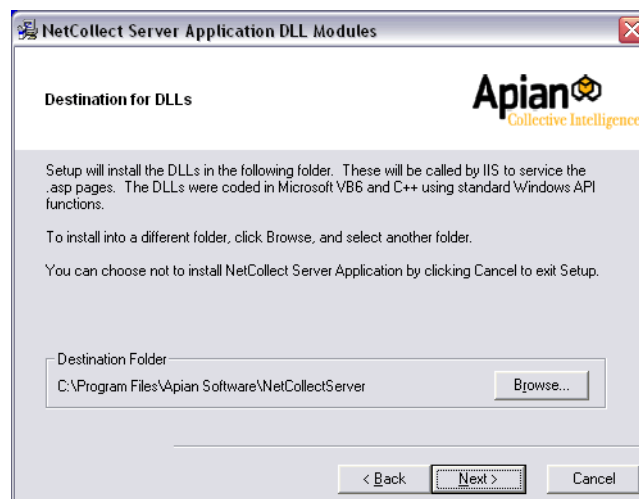 NetCollect Server Application DLL Modules
Destination for DLLs
Apian
Collective Intelligence
Setup will install the DLLs in the following folder.  These will be called by IIS to service the
.asp pages.  The DLLs were coded in Microsoft VB6 and C++ using standard Windows API
functions.
To install into a different folder, click Browse, and select another folder.
You can choose not to install NetCollect Server Application by clicking Cancel to exit Setup.
Destination Folder
C:\Program Files\Apian Software\NetCollectServer
Browse...
< Back
Next >
Cancel